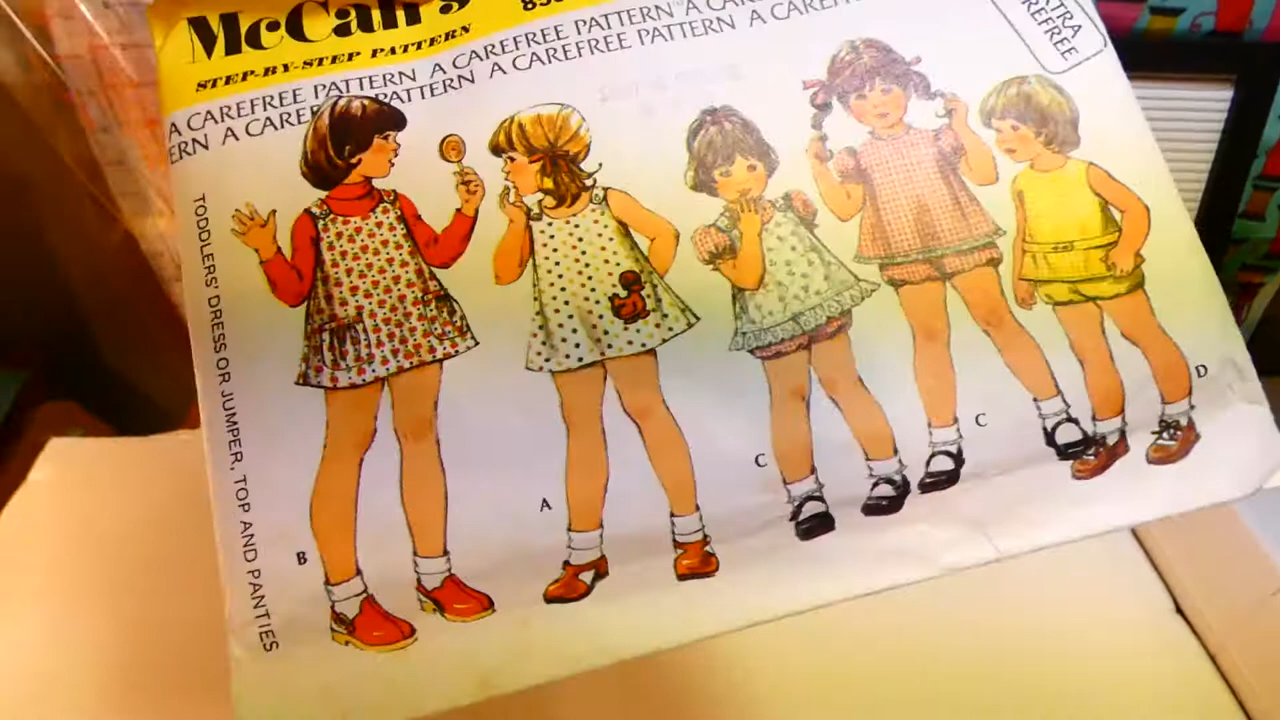 McCall's
STEP-BY-STEP PATTERN
A CAREFREE PATTERN A CAREFREE PATTERN A
ERN A CAREFREE PATTERN A CAREFREE PATTERN A
TODDLERS' DRESS OR JUMPER, TOP AND PANTIES
B
A
C
C
D